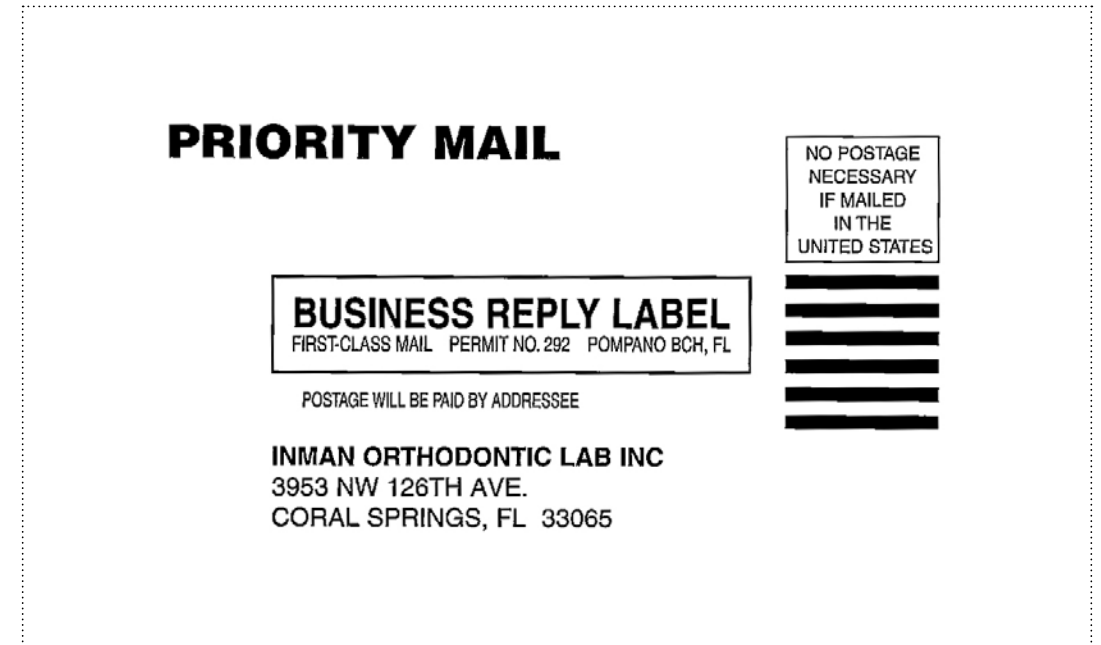 PRIORITY MAIL
NO POSTAGE
NECESSARY
IF MAILED
IN THE
UNITED STATES
BUSINESS REPLY LABEL
FIRST-CLASS MAIL PERMIT NO. 292 POMPANO BCH, FL
POSTAGE WILL BE PAID BY ADDRESSEE
INMAN ORTHODONTIC LAB INC
3953 NW 126TH AVE.
CORAL SPRINGS, FL 33065